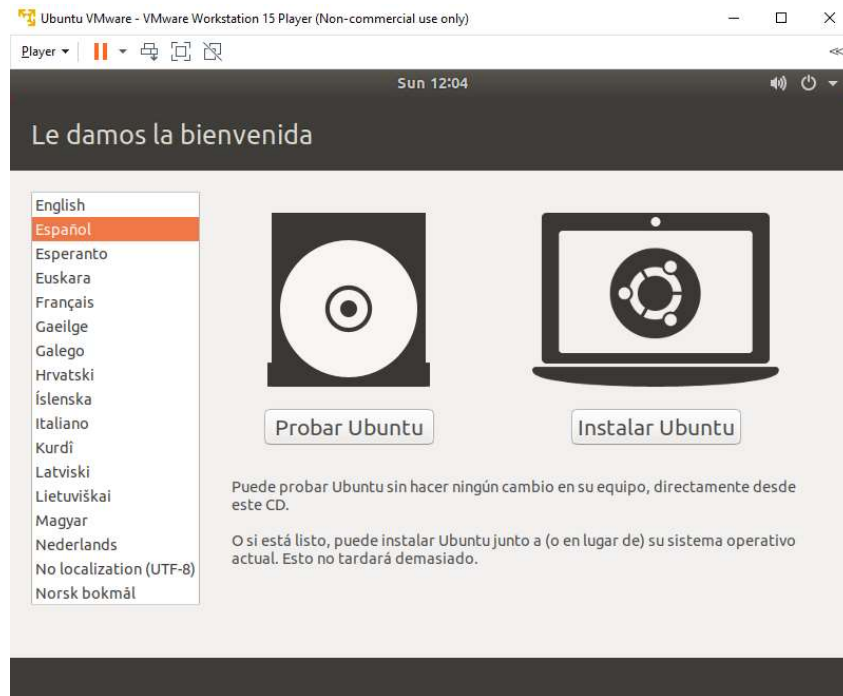 Ubuntu VMware - VMware Workstation 15 Player (Non-commercial use only)
Player
Sun 12:04
Le damos la bienvenida
English
Español
Esperanto
Euskara
Français
Gaeilge
Galego
Hrvatski
Íslenska
Italiano
Kurdî
Latviski
Lietuviškai
Magyar
Nederlands
No localization (UTF-8)
Norsk bokmål
Probar Ubuntu
Instalar Ubuntu
Puede probar Ubuntu sin hacer ningún cambio en su equipo, directamente desde
este CD.
O si está listo, puede instalar Ubuntu junto a (o en lugar de) su sistema operativo
actual. Esto no tardará demasiado.